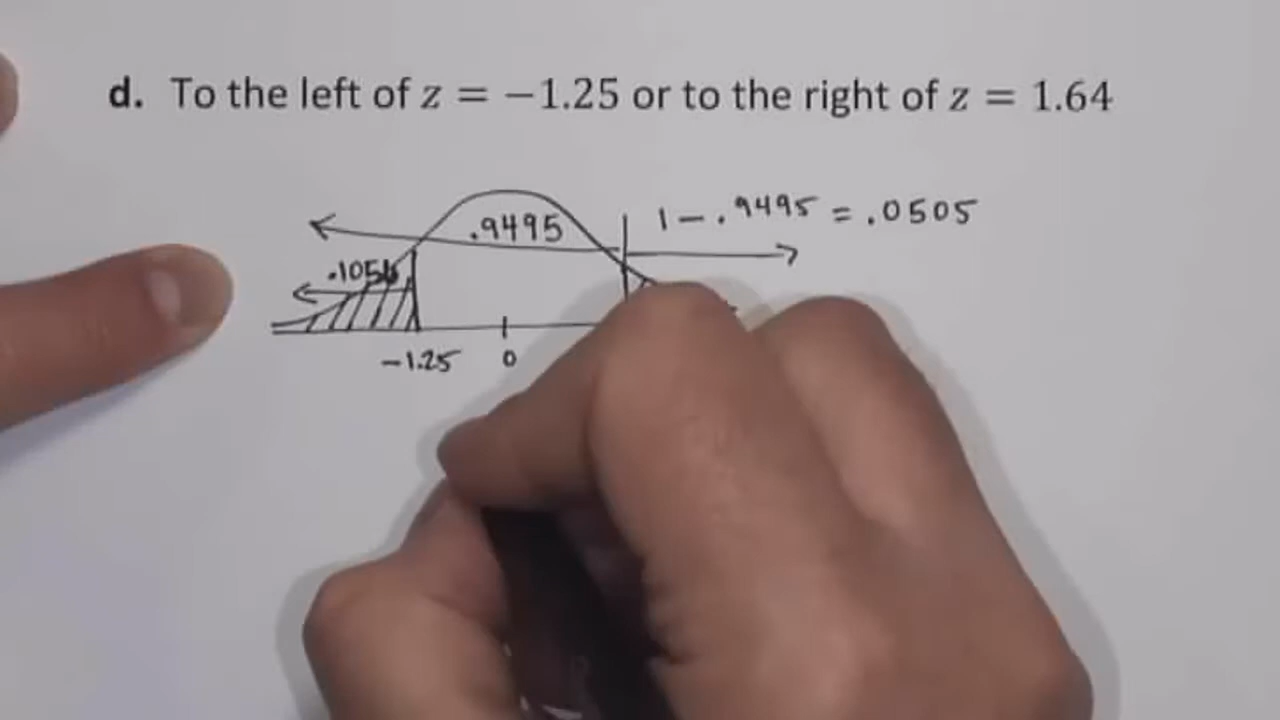 d. To the left of z = −1.25 or to the right of z = 1.64
.9495
1 − .9495 = .0505
.1056
−1.25 0